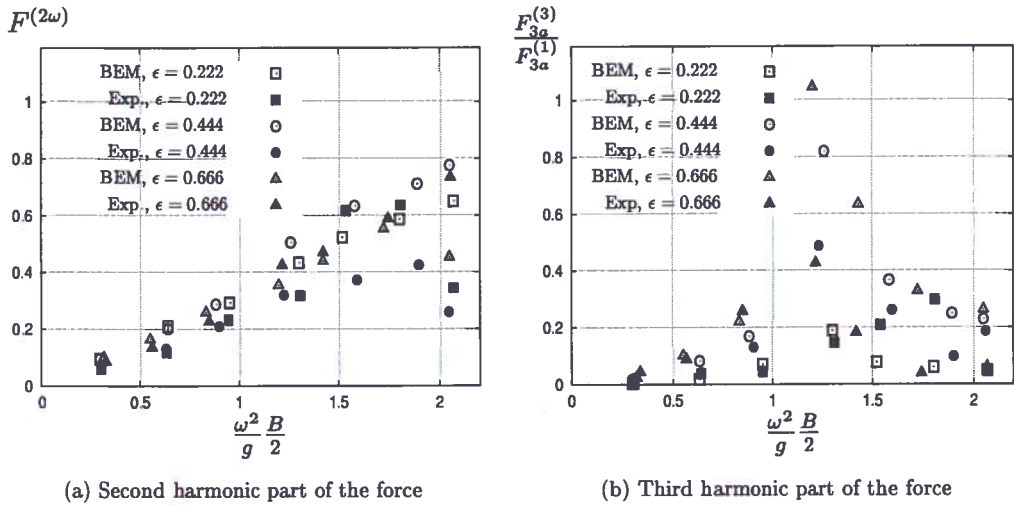 F^(2ω)
BEM, ϵ = 0.222
Exp., ϵ = 0.222
BEM, ϵ = 0.444
Exp., ϵ = 0.444
BEM, ϵ = 0.666
Exp., ϵ = 0.666
1
0.8
0.6
0.4
0.2
0
0 0.5 1 1.5 2
ω²/g B/2
(a) Second harmonic part of the force
F_3a^(3)/F_3a^(1)
BEM, ϵ = 0.222
Exp, ϵ = 0.222
BEM, ϵ = 0.444
Exp, ϵ = 0.444
BEM, ϵ = 0.666
Exp, ϵ = 0.666
1
0.8
0.6
0.4
0.2
0
0 0.5 1 1.5 2
ω²/g B/2
(b) Third harmonic part of the force